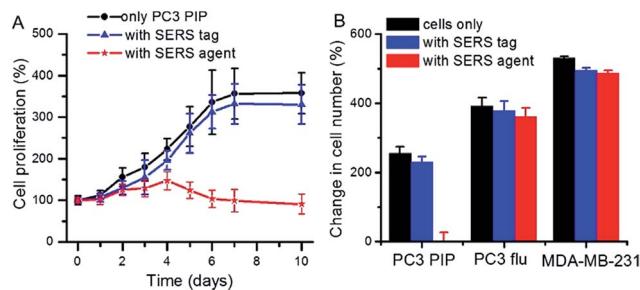 A
only PC3 PIP
with SERS tag
with SERS agent
Cell proliferation (%)
500
400
300
200
100
0
0 2 4 6 8 10
Time (days)
B
cells only
with SERS tag
with SERS agent
Change in cell number (%)
600
400
200
0
PC3 PIP PC3 flu MDA-MB-231